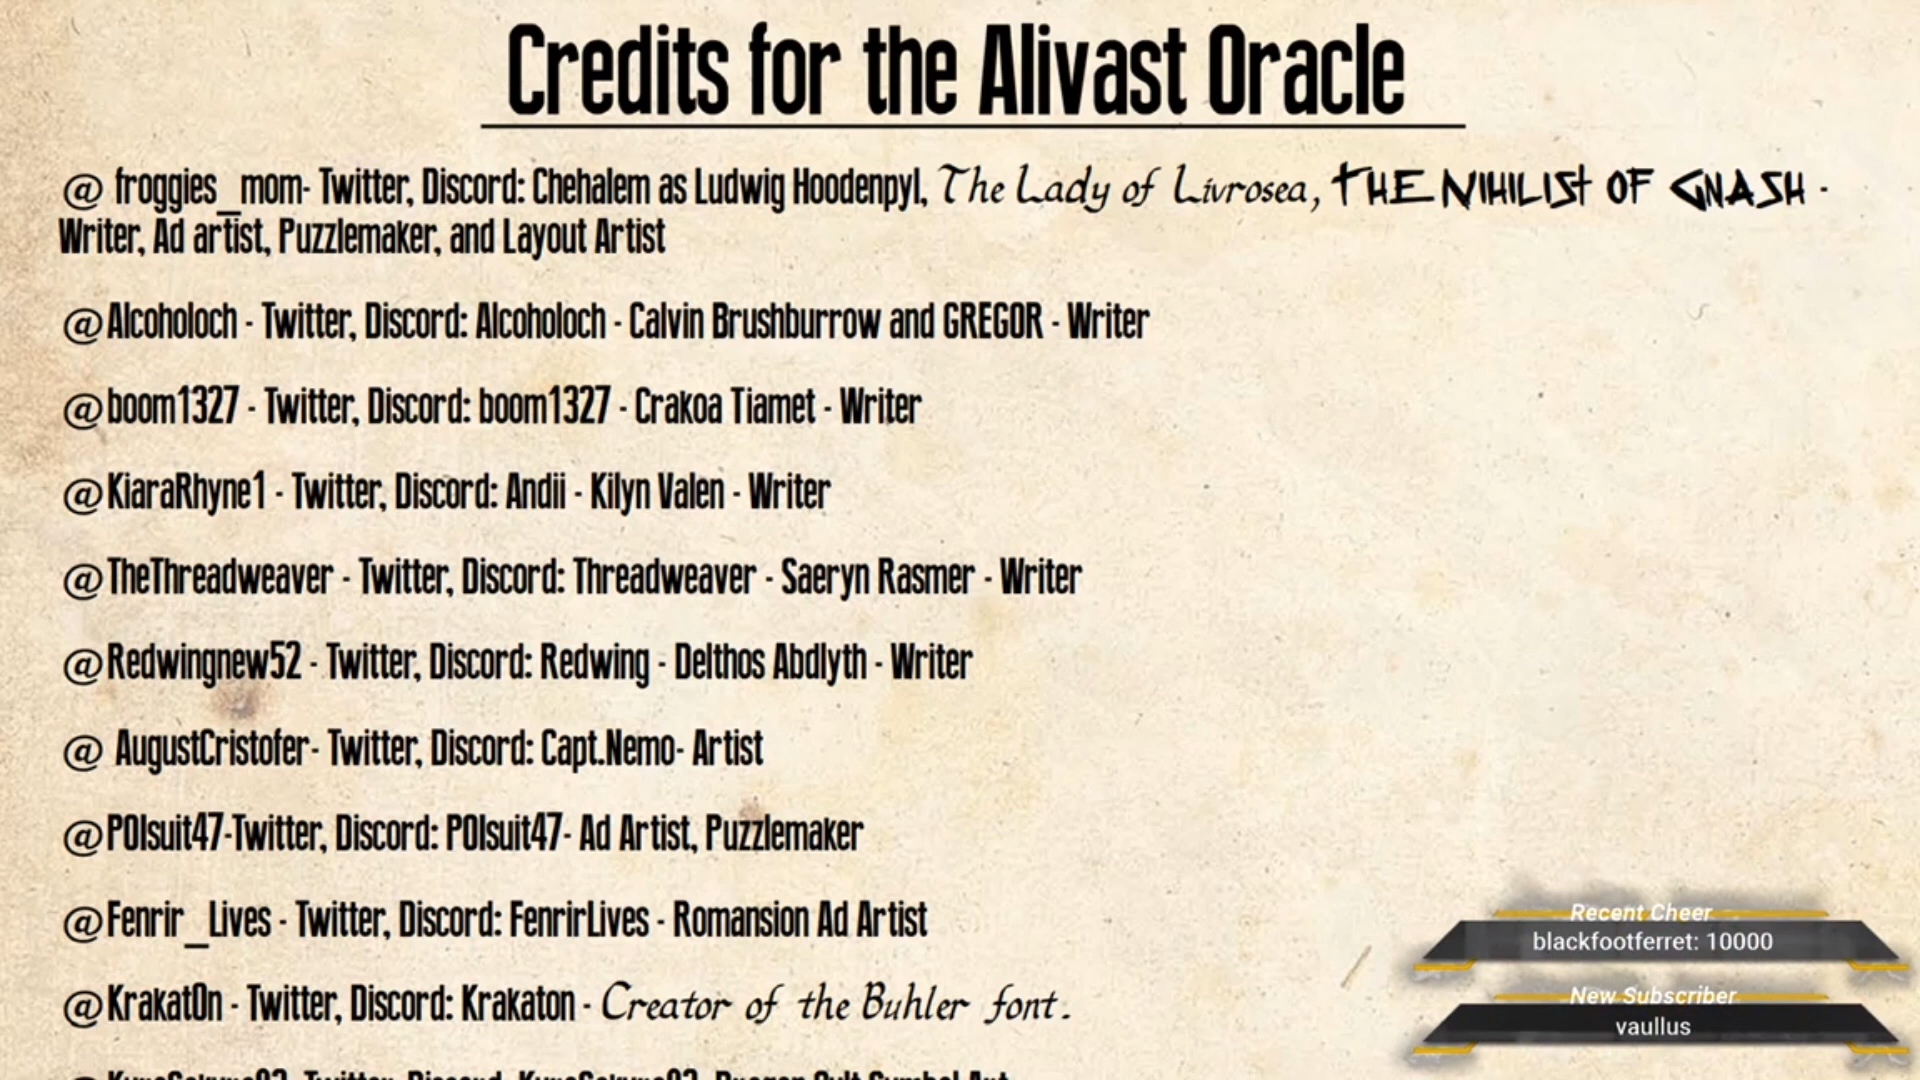 Credits for the Alivast Oracle
@ froggies_mom- Twitter, Discord: Chehalem as Ludwig Hoodenpyl, The Lady of Livrosea, THE NIHILIST OF GNASH -
Writer, Ad artist, Puzzlemaker, and Layout Artist
@Alcoholoch - Twitter, Discord: Alcoholoch - Calvin Brushburrow and GREGOR - Writer
@boom1327 - Twitter, Discord: boom1327 - Crakoa Tiamet - Writer
@KiaraRhyne1 - Twitter, Discord: Andii - Kilyn Valen - Writer
@TheThreadweaver - Twitter, Discord: Threadweaver - Saeryn Rasmer - Writer
@Redwingnew52 - Twitter, Discord: Redwing - Delthos Abdlyth - Writer
@ AugustCristofer- Twitter, Discord: Capt.Nemo- Artist
@POIsuit47-Twitter, Discord: POIsuit47- Ad Artist, Puzzlemaker
@Fenrir_Lives - Twitter, Discord: FenrirLives - Romansion Ad Artist
@Krakat0n - Twitter, Discord: Krakaton - Creator of the Buhler font.
Recent Cheer
blackfootferret: 10000
New Subscriber
vaullus